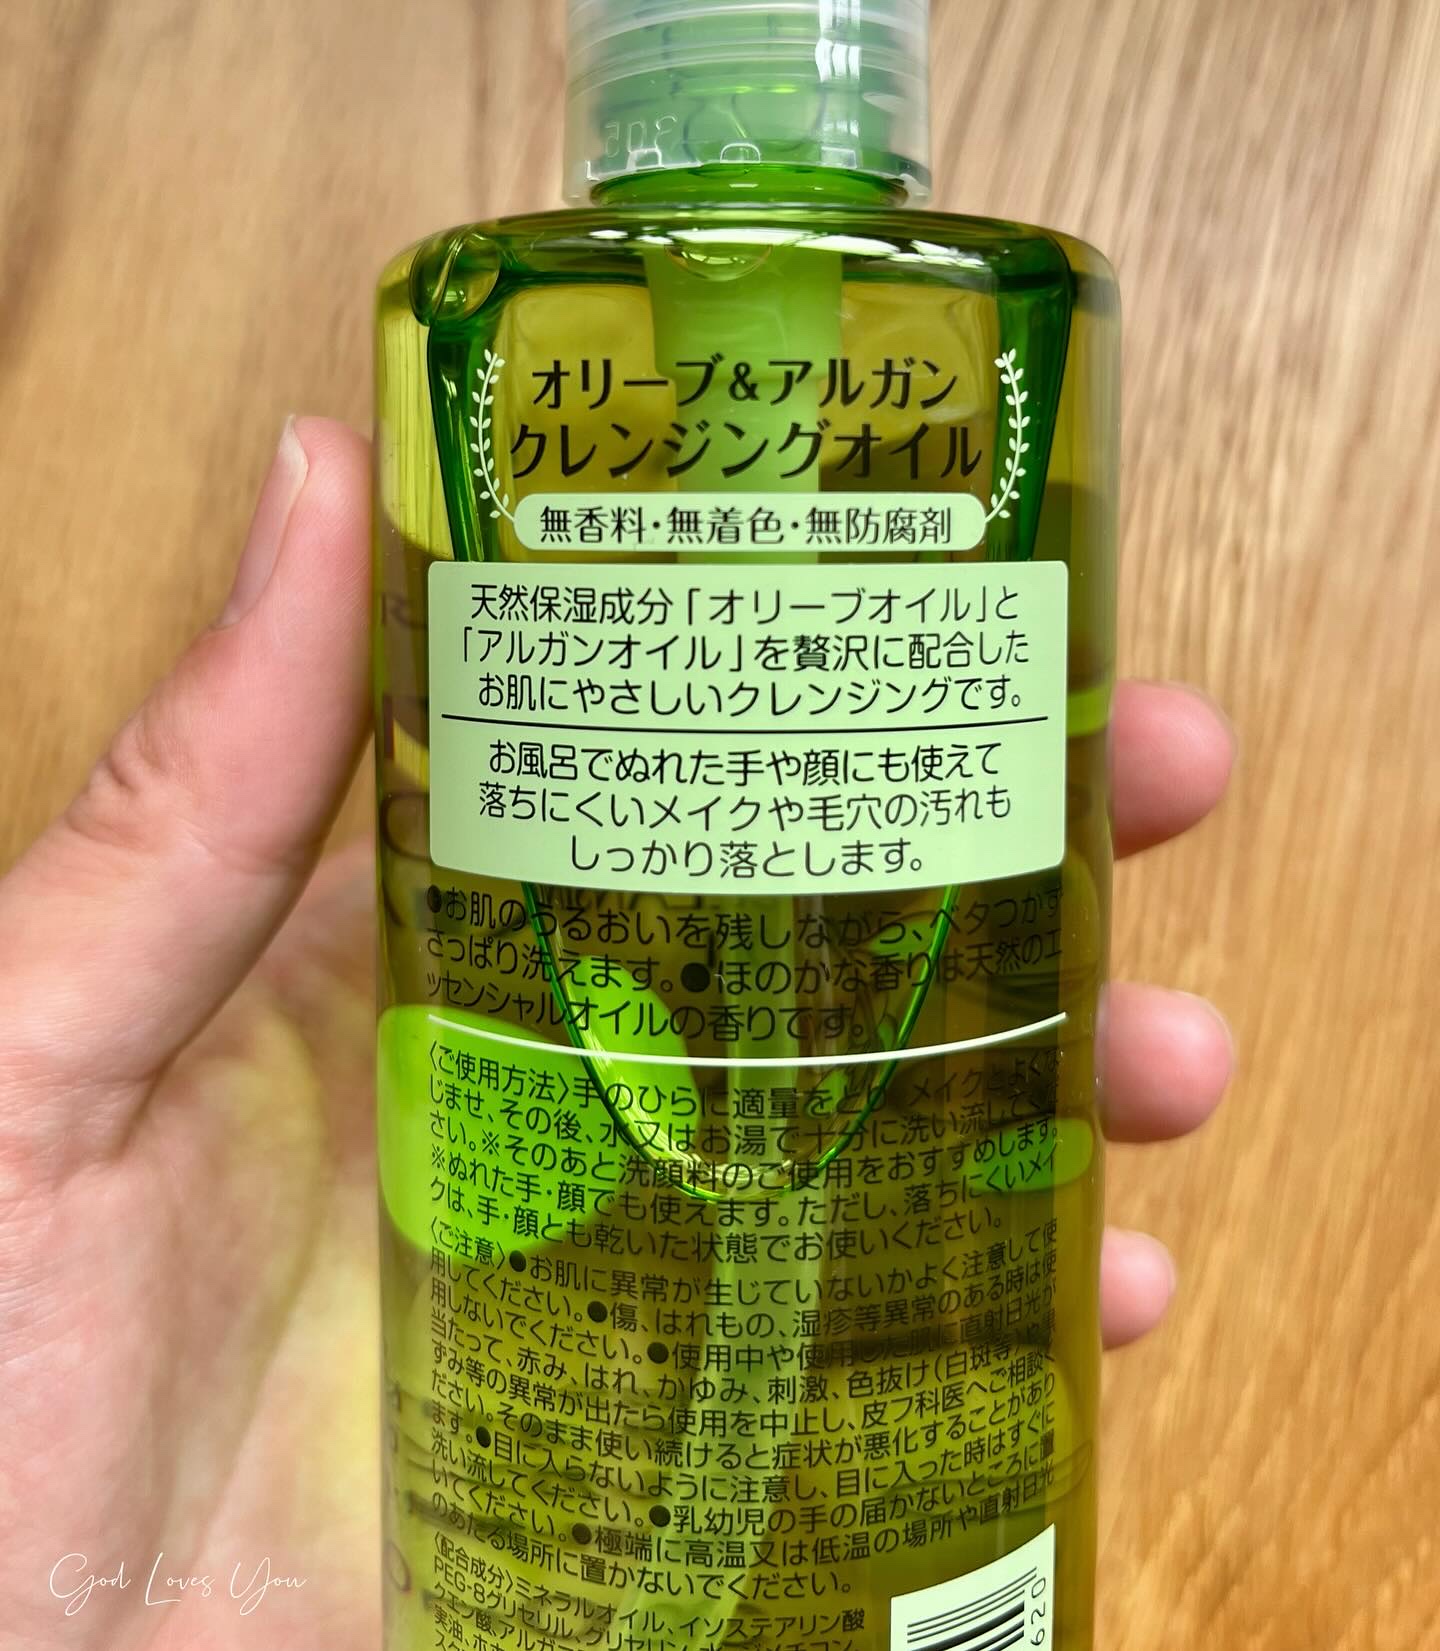 305
オリーブ&アルガン
クレンジングオイル
無香料・無着色・無防腐剤
天然保湿成分「オリーブオイル」と
「アルガンオイル」を贅沢に配合した
お肌にやさしいクレンジングです。
お風呂でぬれた手や顔にも使えて
落ちにくいメイクや毛穴の汚れも
しっかり落とします。
●お肌のうるおいを残しながら、ベタつかず
さっぱり洗えます。●ほのかな香りは天然のエ
ッセンシャルオイルの香りです。
〈ご使用方法〉手のひらに適量をとり、メイクとよくな
じませ、その後、水又はお湯で十分に洗い流してくだ
さい。※そのあと洗顔料のご使用をおすすめします。
※ぬれた手・顔でも使えます。ただし、落ちにくいメイ
クは、手・顔とも乾いた状態でお使いください。
〈ご注意〉●お肌に異常が生じていないかよく注意して使
用してください。●傷、はれもの、湿疹等異常のある時は使
用しないでください。●使用中や使用した肌に直射日光が
当たって、赤み、はれ、かゆみ、刺激、色抜け(白斑等)や黒
ずみ等の異常が出たら使用を中止し、皮フ科医へご相談く
ださい。そのまま使い続けると症状が悪化することがあり
ます。●目に入らないように注意し、目に入った時はすぐに
洗い流してください。●乳幼児の手の届かないところに置
いてください。●極端に高温又は低温の場所や直射日光
のあたる場所に置かないでください。
〈配合成分〉ミネラルオイル、イソステアリン酸
PEG-8グリセリル、グリセリン、
クエン酸、アルガ
620
God Loves You